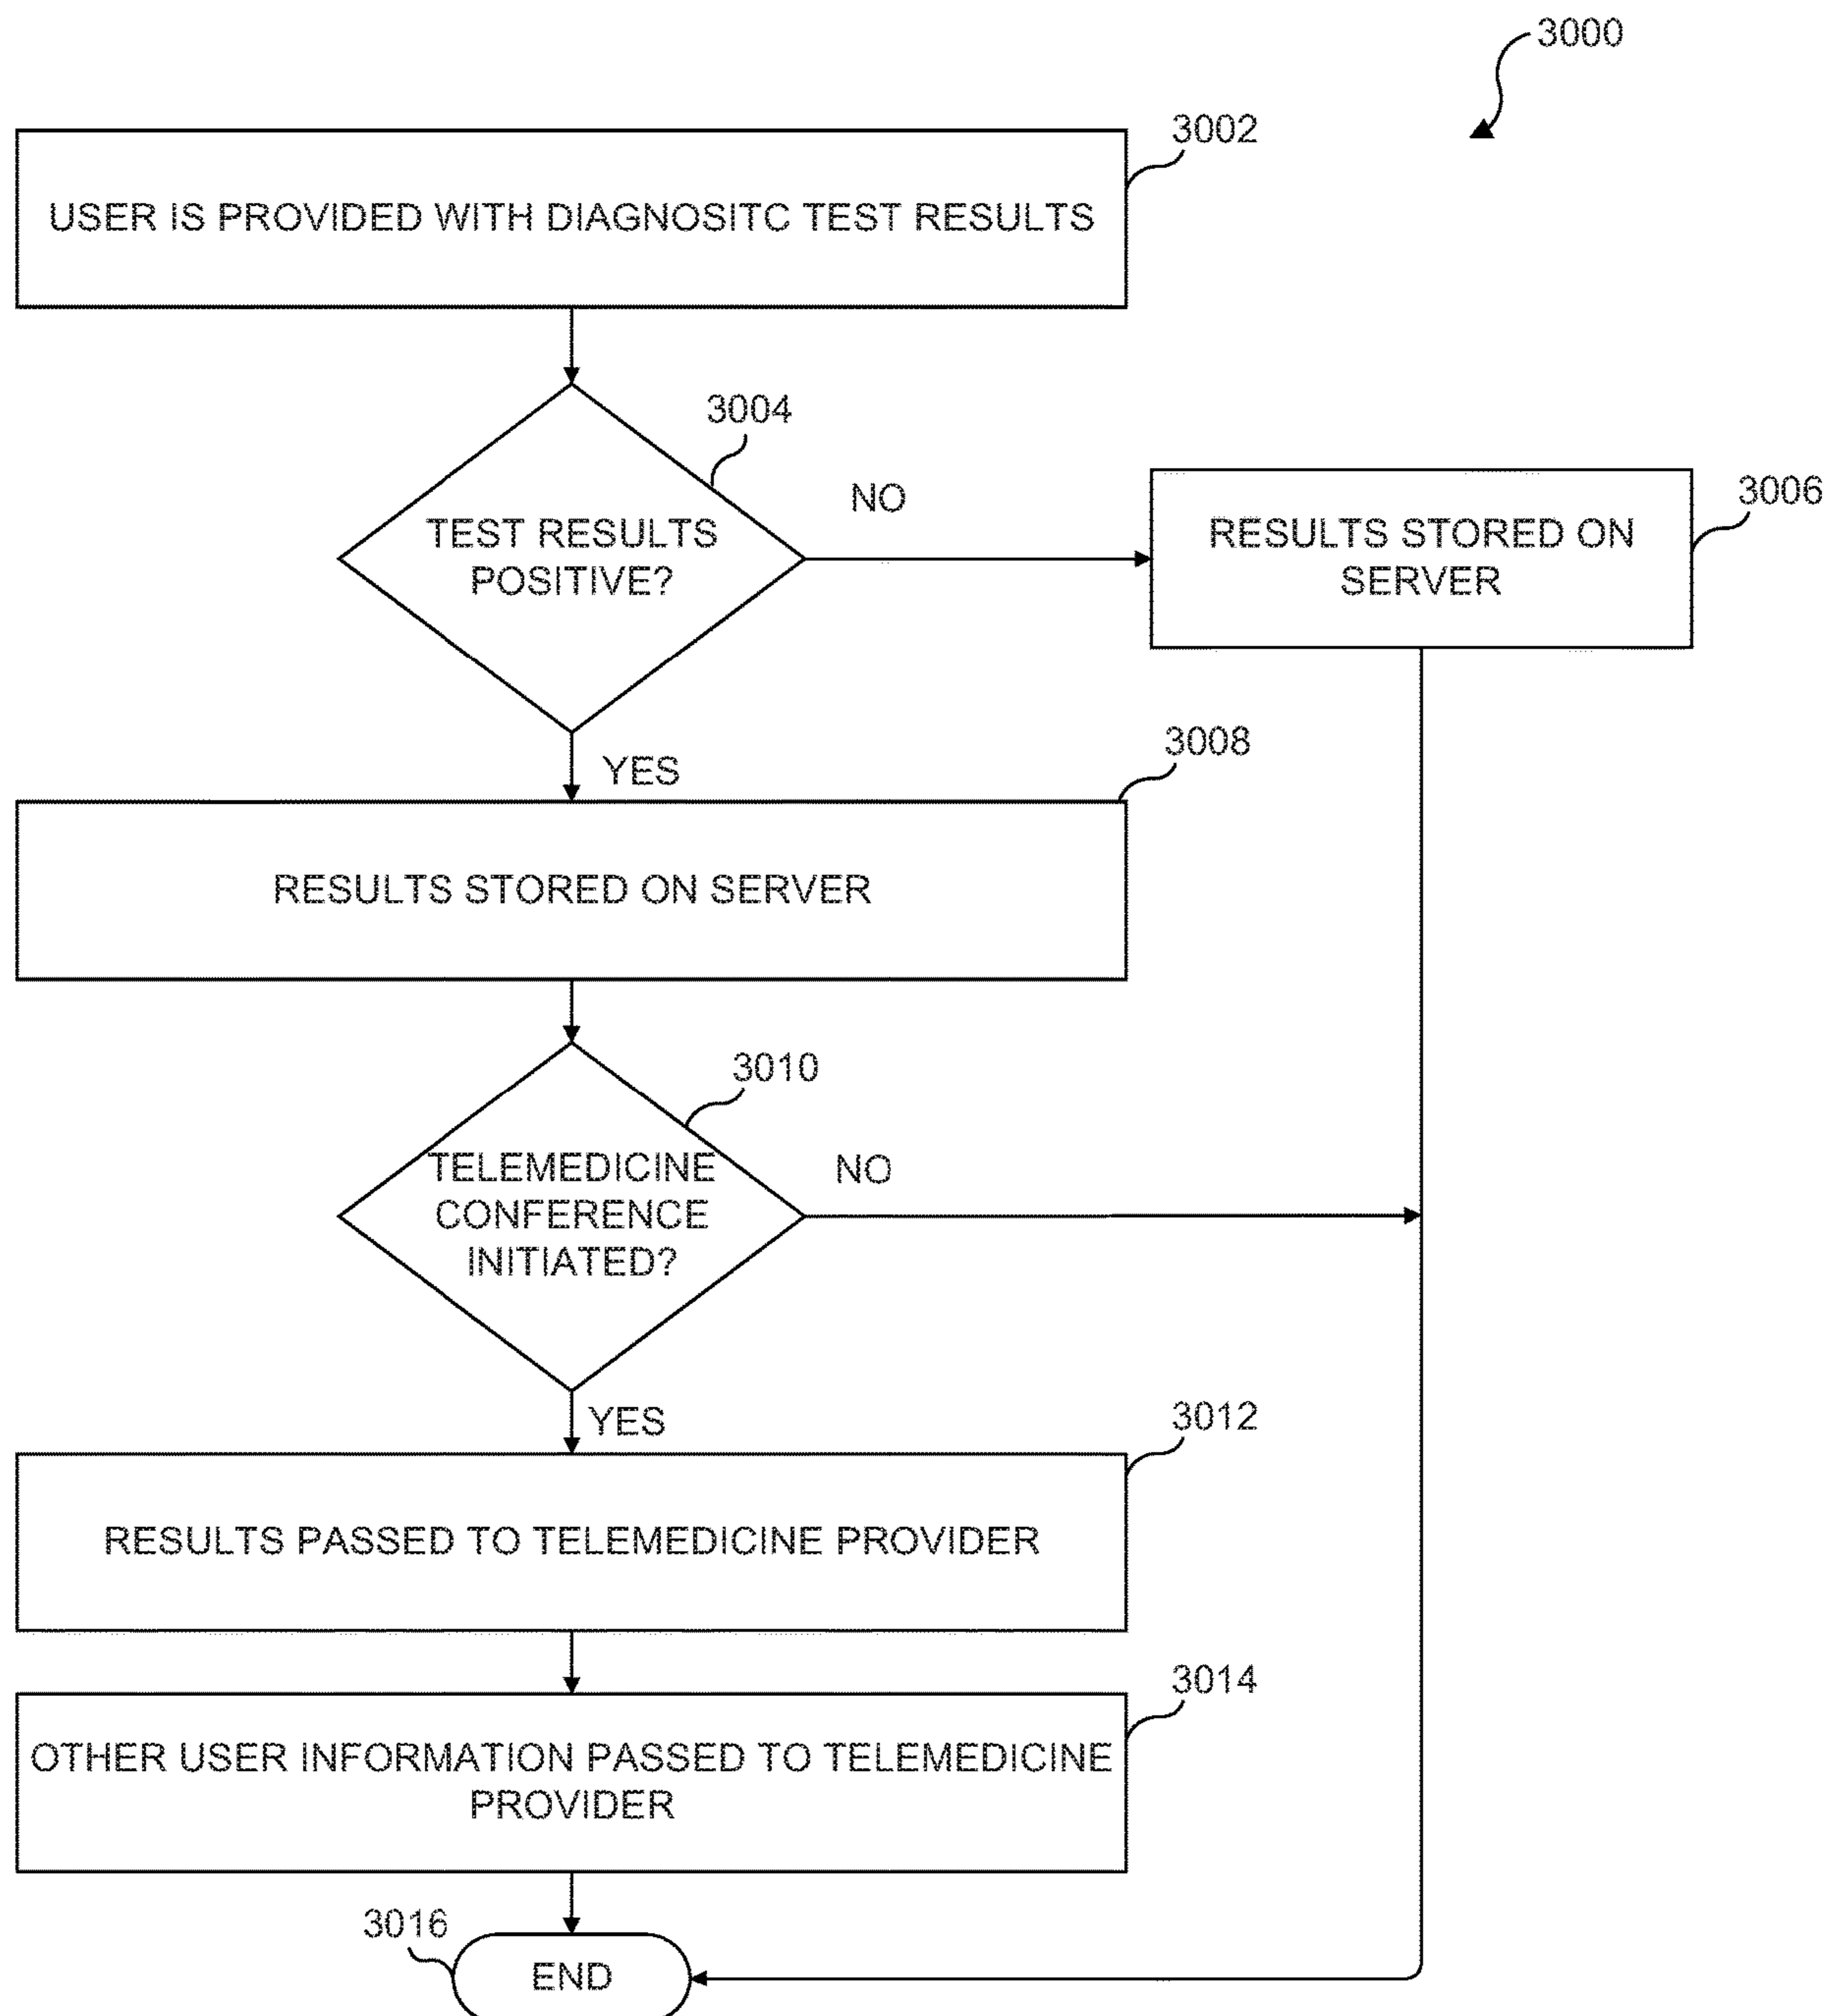 3000
3002
USER IS PROVIDED WITH DIAGNOSITC TEST RESULTS
3004
TEST RESULTS
POSITIVE?
NO
3006
RESULTS STORED ON
SERVER
YES
3008
RESULTS STORED ON SERVER
3010
TELEMEDICINE
CONFERENCE
INITIATED?
NO
YES
3012
RESULTS PASSED TO TELEMEDICINE PROVIDER
3014
OTHER USER INFORMATION PASSED TO TELEMEDICINE
PROVIDER
3016
END